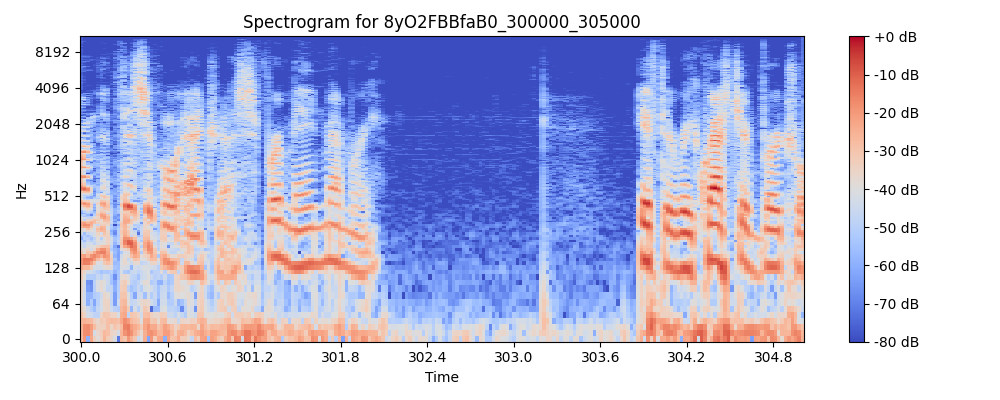 Spectrogram for 8yO2FBBfaB0_300000_305000
Hz
8192
4096
2048
1024
512
256
128
64
0
300.0 300.6 301.2 301.8 302.4 303.0 303.6 304.2 304.8
Time
+0 dB
-10 dB
-20 dB
-30 dB
-40 dB
-50 dB
-60 dB
-70 dB
-80 dB